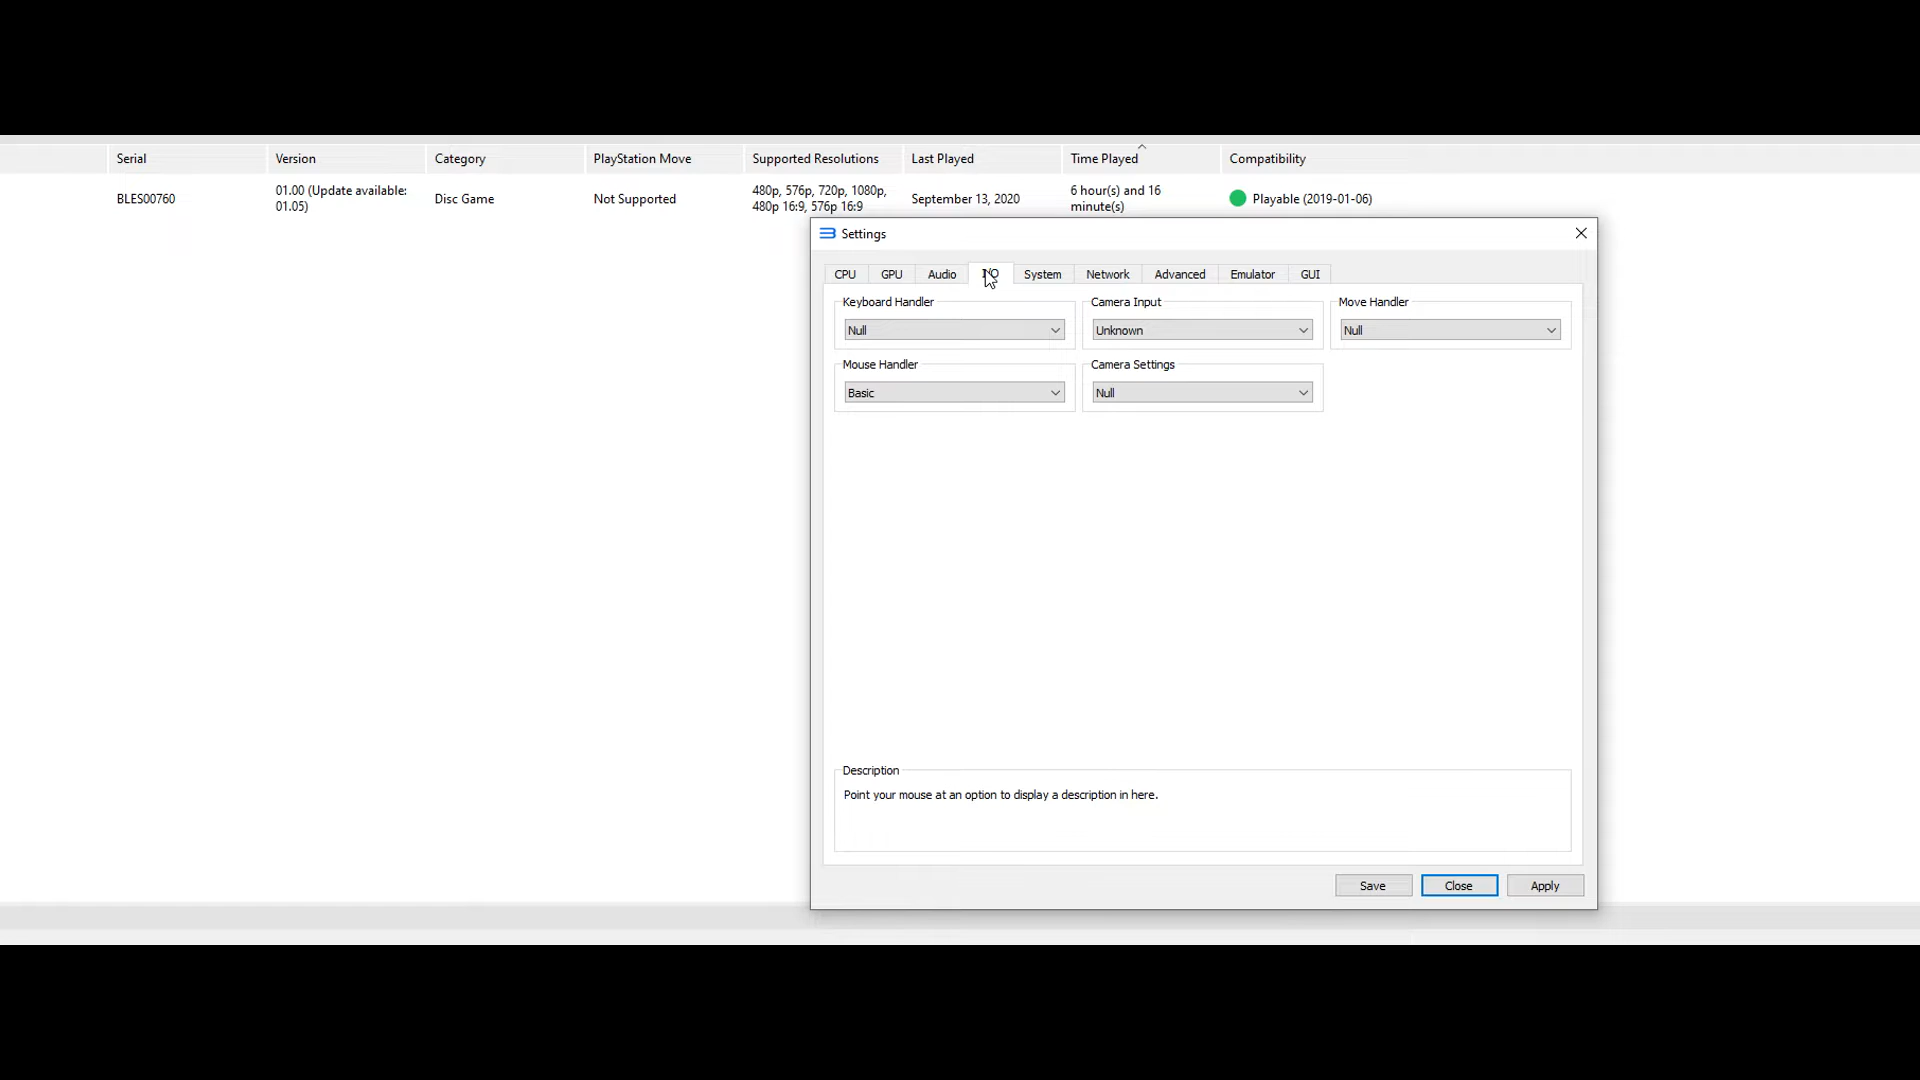 Serial Version Category PlayStation Move Supported Resolutions Last Played Time Played Compatibility
BLES00760 01.00 (Update available: 01.05) Disc Game Not Supported 480p, 576p, 720p, 1080p, 480p 16:9, 576p 16:9 September 13, 2020 6 hour(s) and 16 minute(s) Playable (2019-01-06)
Settings
CPU GPU Audio I/O System Network Advanced Emulator GUI
Keyboard Handler Camera Input Move Handler
Null Unknown Null
Mouse Handler Camera Settings
Basic Null
Description
Point your mouse at an option to display a description in here.
Save Close Apply